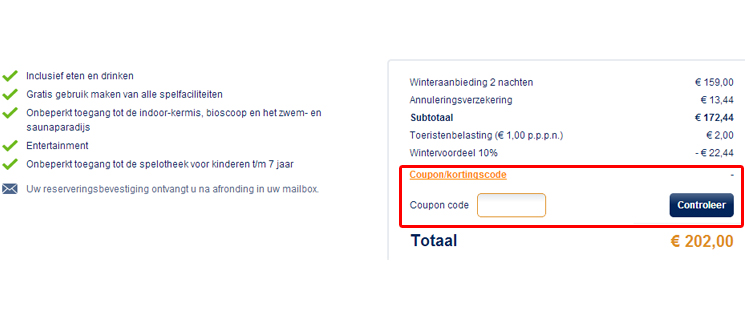 Inclusief eten en drinken
Gratis gebruik maken van alle spelfaciliteiten
Onbeperkt toegang tot de indoor-kermis, bioscoop en het zwem- en
saunaparadijs
Entertainment
Onbeperkt toegang tot de spelotheek voor kinderen t/m 7 jaar
Uw reserveringsbevestiging ontvangt u na afronding in uw mailbox.
Winteraanbieding 2 nachten € 159,00
Annuleringsverzekering € 13,44
Subtotaal € 172,44
Toeristenbelasting (€ 1,00 p.p.p.n.) € 2,00
Wintervoordeel 10% - € 22,44
Coupon/kortingscode -
Coupon code Controleer
Totaal € 202,00